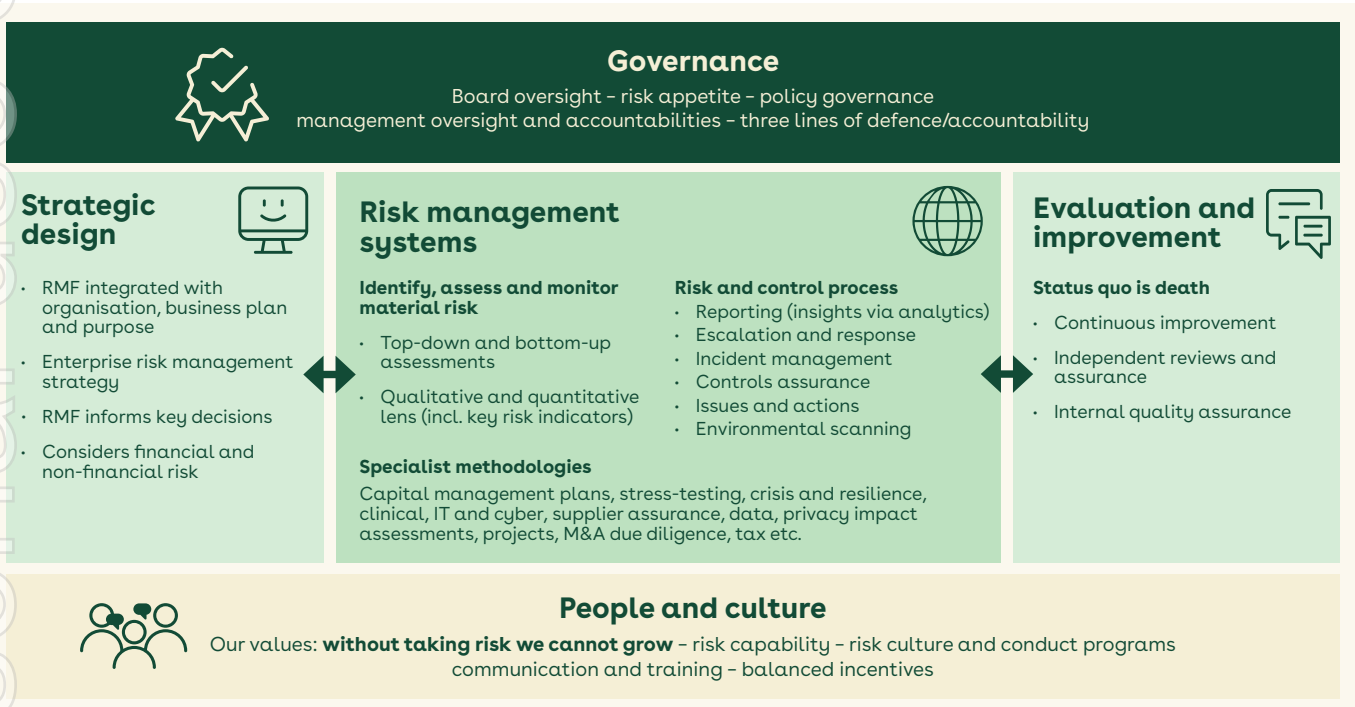 Governance
Board oversight – risk appetite – policy governance
management oversight and accountabilities – three lines of defence/accountability
Strategic
design
• RMF integrated with
organisation, business plan
and purpose
• Enterprise risk management
strategy
• RMF informs key decisions
• Considers financial and
non-financial risk
Risk management
systems
Identify, assess and monitor
material risk
• Top-down and bottom-up
assessments
• Qualitative and quantitative
lens (incl. key risk indicators)
Risk and control process
• Reporting (insights via analytics)
• Escalation and response
• Incident management
• Controls assurance
• Issues and actions
• Environmental scanning
Specialist methodologies
Capital management plans, stress-testing, crisis and resilience,
clinical, IT and cyber, supplier assurance, data, privacy impact
assessments, projects, M&A due diligence, tax etc.
Evaluation and
improvement
Status quo is death
• Continuous improvement
• Independent reviews and
assurance
• Internal quality assurance
People and culture
Our values: without taking risk we cannot grow – risk capability – risk culture and conduct programs
communication and training – balanced incentives